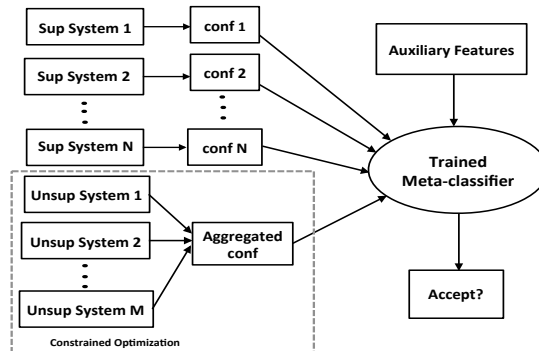 Sup System 1
conf 1
Sup System 2
conf 2
Sup System N
conf N
Auxiliary Features
Trained
Meta-classifier
Accept?
Unsup System 1
Unsup System 2
Unsup System M
Aggregated
conf
Constrained Optimization